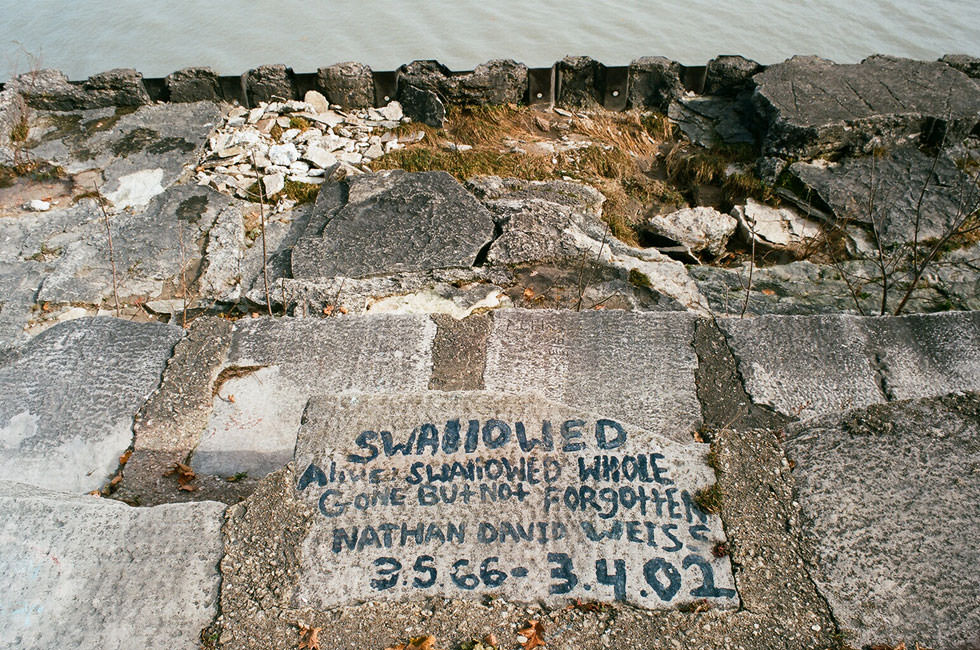 SWALLOWED
Alive: SWALLOWED WHOLE
GONE BUt Not FORGOTTEN
NATHAN DAVID WEISS
3.5.66-3.4.02